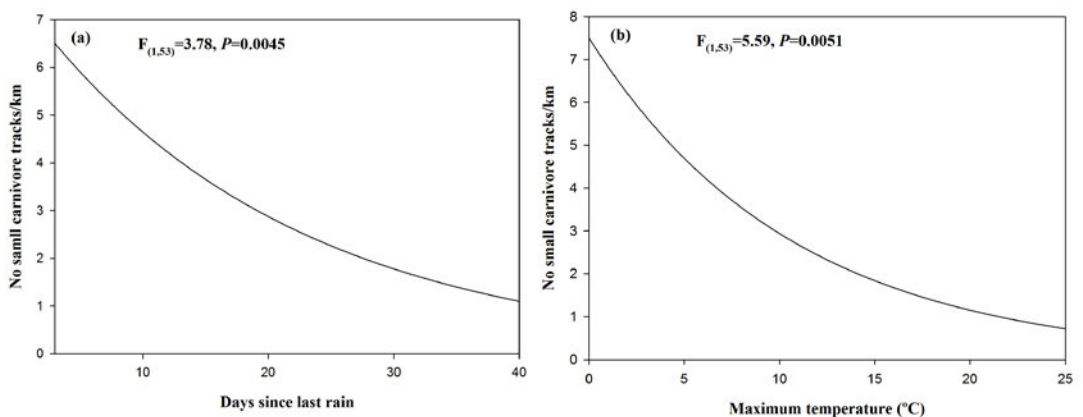 (a)
F(1,53)=3.78, P=0.0045
No samll carnivore tracks/km
7
6
5
4
3
2
1
0
10 20 30 40
Days since last rain
(b)
F(1,53)=5.59, P=0.0051
No small carnivore tracks/km
8
7
6
5
4
3
2
1
0
0 5 10 15 20 25
Maximum temperature (ºC)